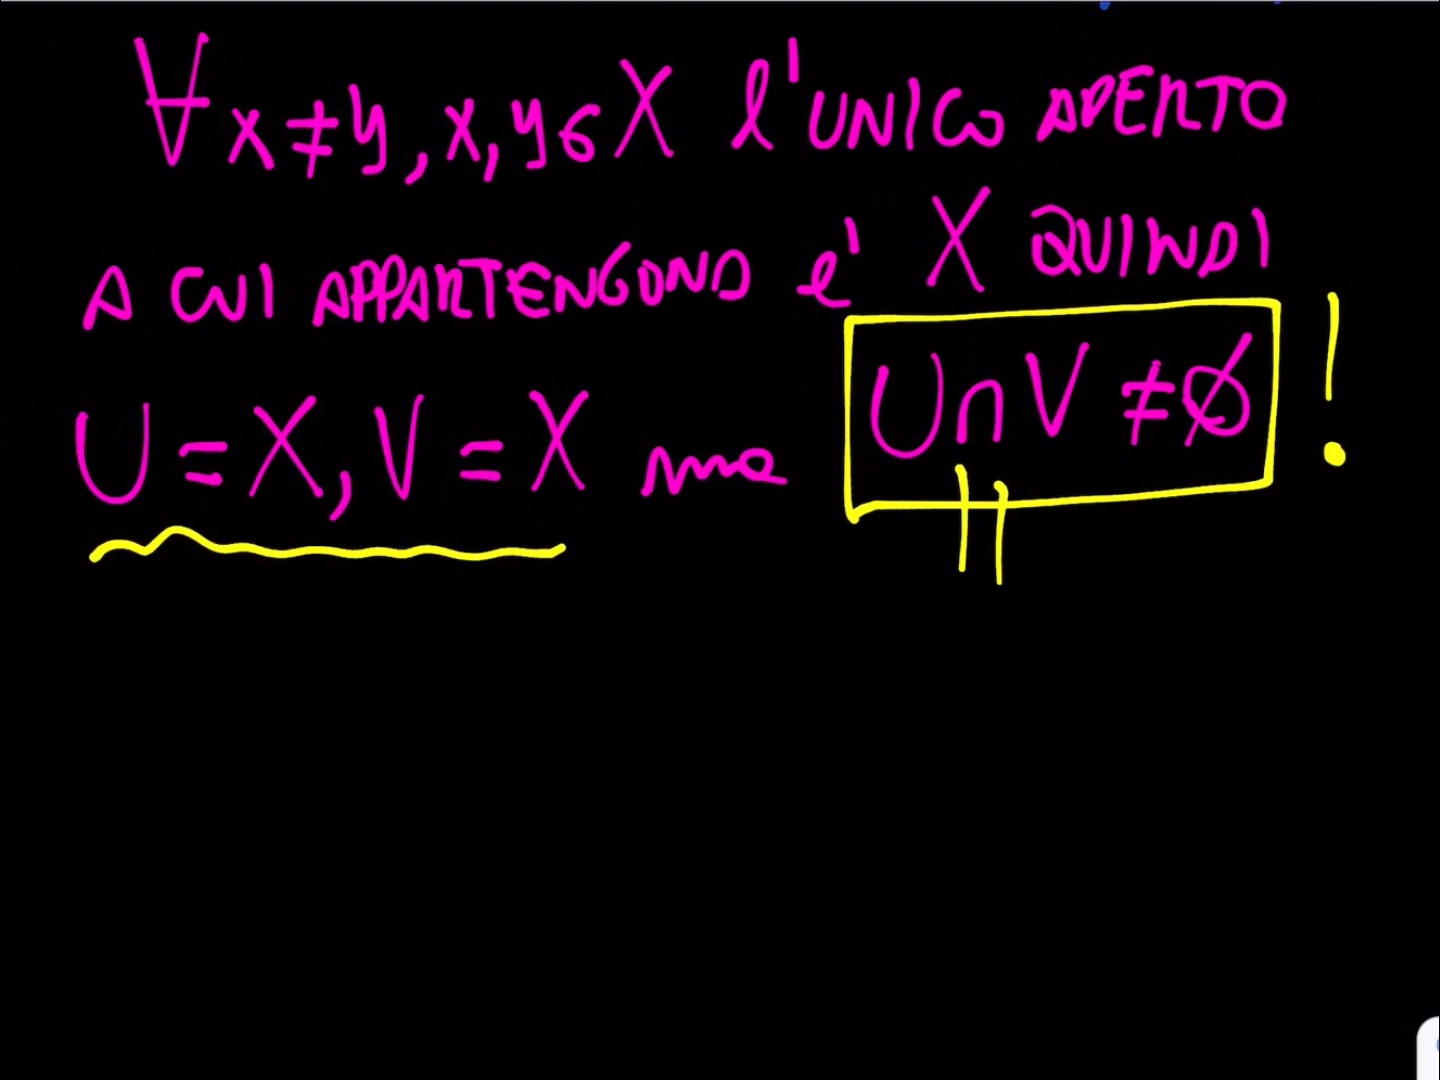 ∀x≠y, x,y∈X l'UNICO APERTO
A CUI APPARTENGONO e' X QUINDI
U=X, V=X ma U∩V≠∅ !
||